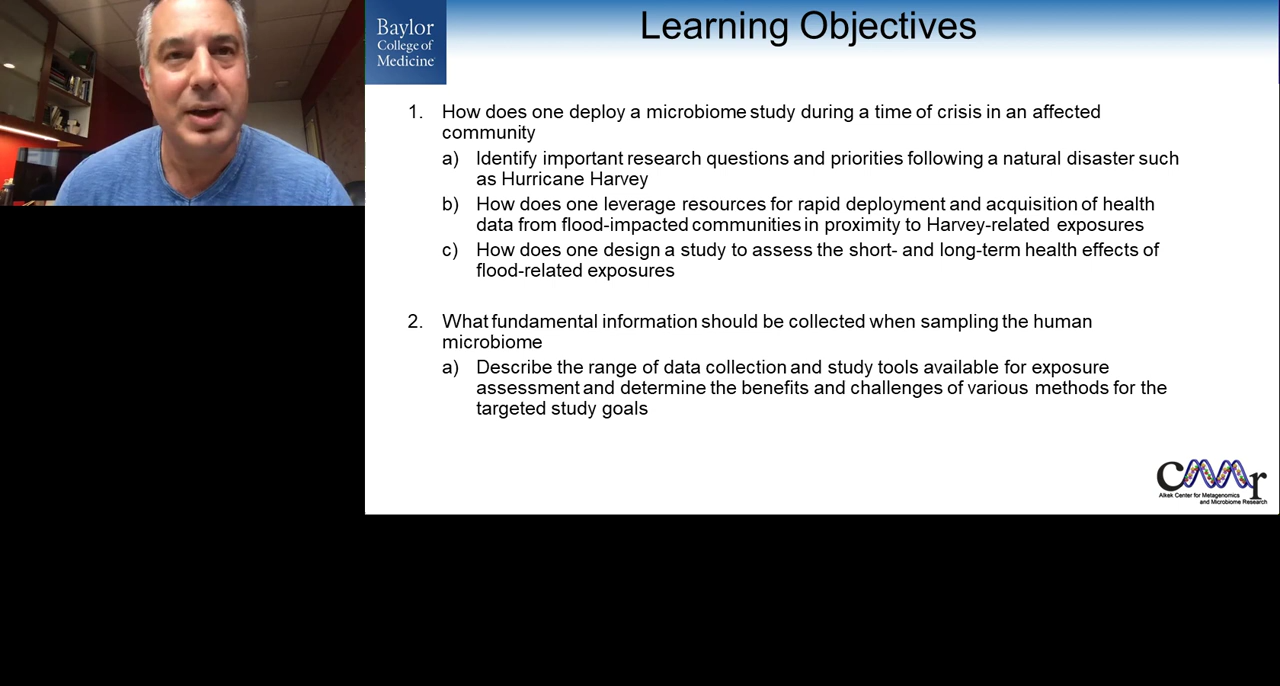 Baylor
College of
Medicine
Learning Objectives
1. How does one deploy a microbiome study during a time of crisis in an affected
community
a) Identify important research questions and priorities following a natural disaster such
as Hurricane Harvey
b) How does one leverage resources for rapid deployment and acquisition of health
data from flood-impacted communities in proximity to Harvey-related exposures
c) How does one design a study to assess the short- and long-term health effects of
flood-related exposures
2. What fundamental information should be collected when sampling the human
microbiome
a) Describe the range of data collection and study tools available for exposure
assessment and determine the benefits and challenges of various methods for the
targeted study goals
CMMr
Alkek Center for Metagenomics
and Microbiome Research